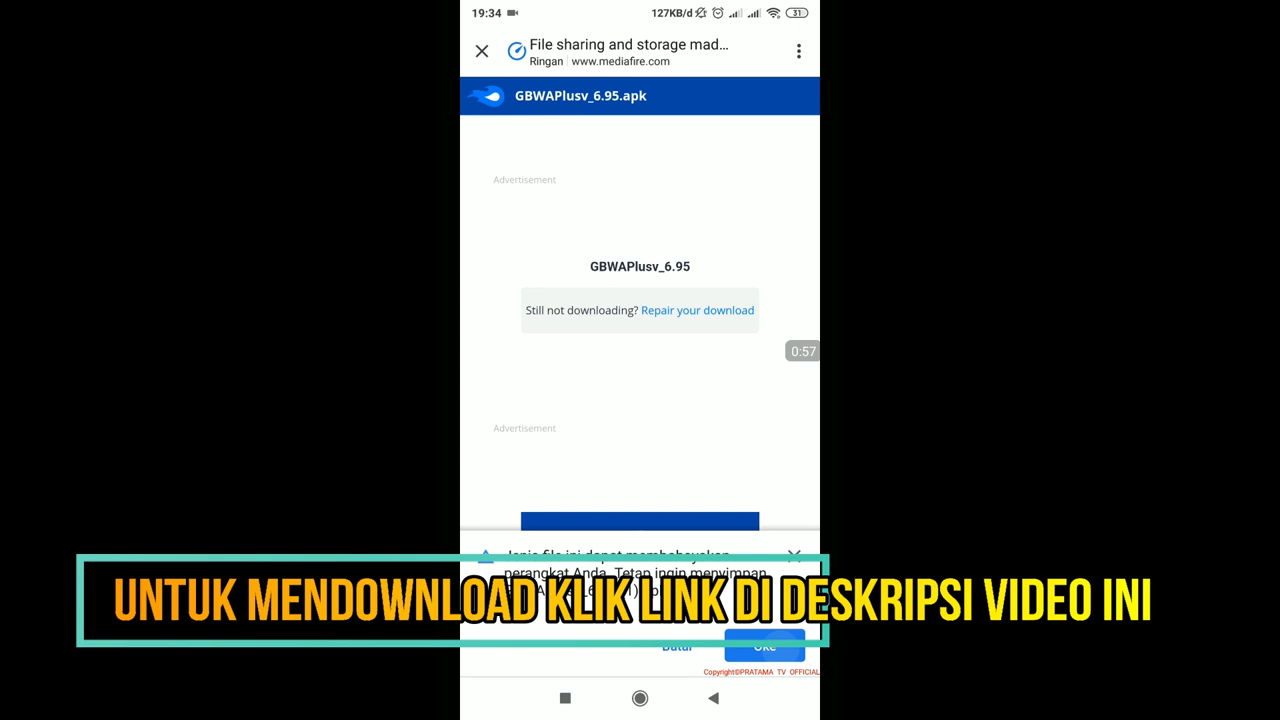 19:34
127KB/d
31
File sharing and storage mad...
Ringan www.mediafire.com
GBWAPlusv_6.95.apk
Advertisement
GBWAPlusv_6.95
Still not downloading? Repair your download
0:57
Advertisement
Jenis file ini dapat membahayakan
perangkat Anda. Tetap ingin menyimpan
UNTUK MENDOWNLOAD KLIK LINK DI DESKRIPSI VIDEO INI
Batal
Oke
Copyright©PRATAMA TV OFFICIAL